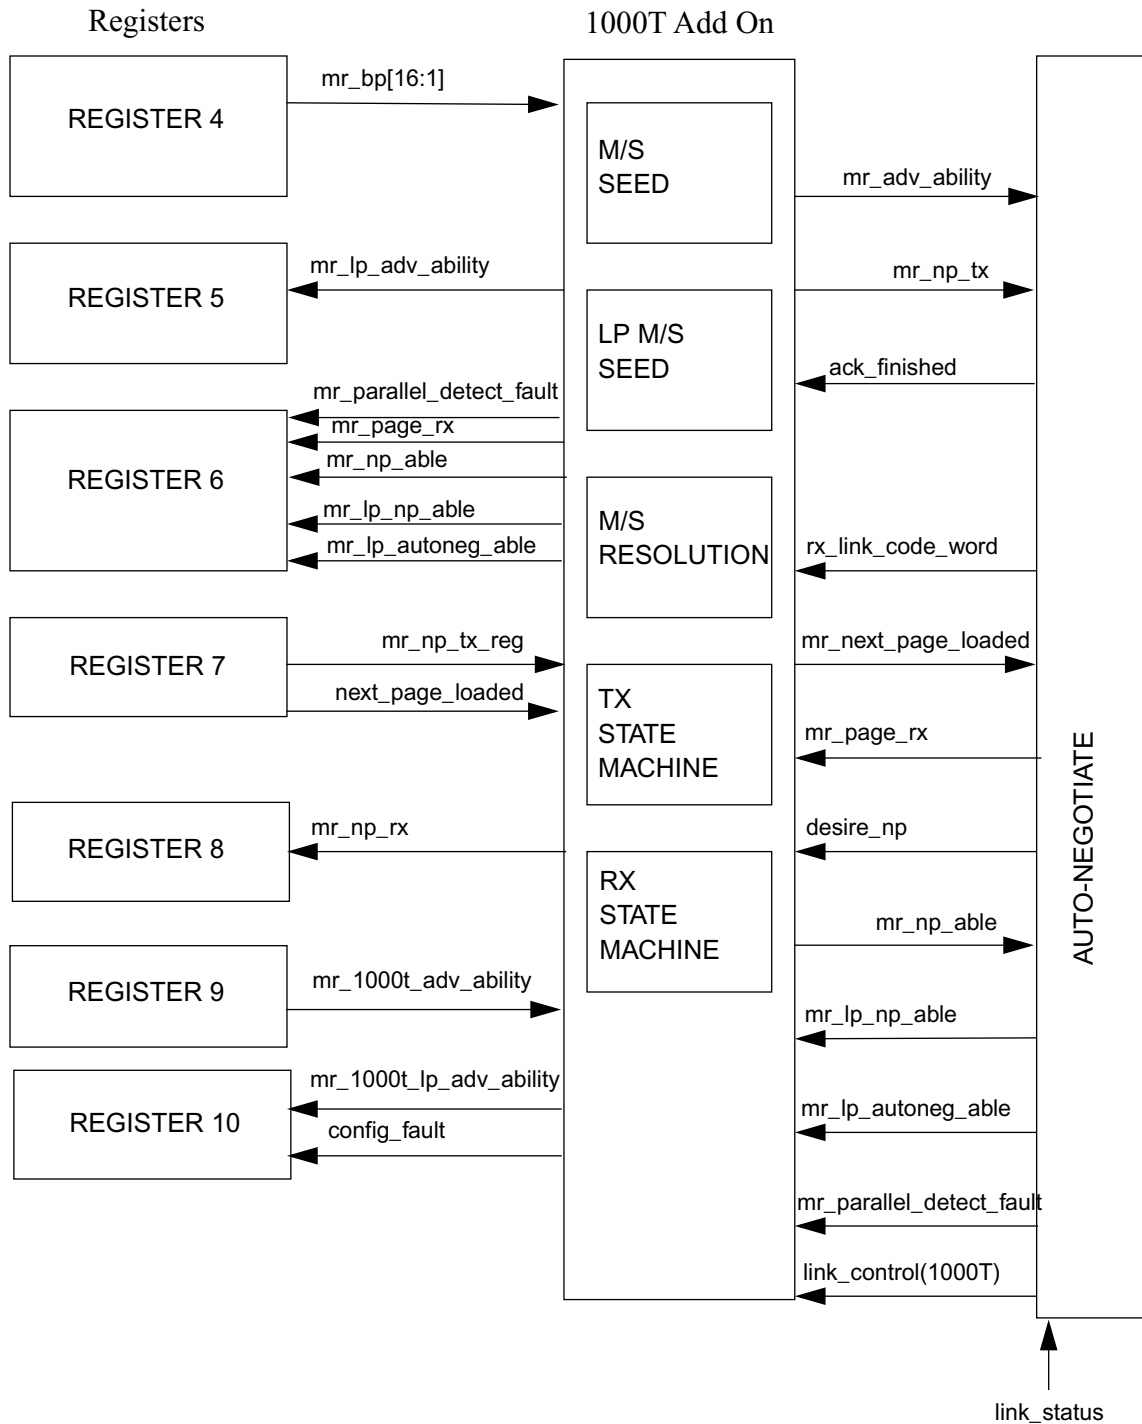 Registers
1000T Add On
REGISTER 4
mr_bp[16:1]
M/S
SEED
mr_adv_ability
REGISTER 5
mr_lp_adv_ability
mr_np_tx
LP M/S
SEED
ack_finished
REGISTER 6
mr_parallel_detect_fault
mr_page_rx
mr_np_able
mr_lp_np_able
mr_lp_autoneg_able
M/S
RESOLUTION
rx_link_code_word
REGISTER 7
mr_np_tx_reg
next_page_loaded
mr_next_page_loaded
TX
STATE
MACHINE
mr_page_rx
REGISTER 8
mr_np_rx
desire_np
RX
STATE
MACHINE
mr_np_able
REGISTER 9
mr_1000t_adv_ability
mr_lp_np_able
REGISTER 10
mr_1000t_lp_adv_ability
config_fault
mr_lp_autoneg_able
mr_parallel_detect_fault
link_control(1000T)
AUTO-NEGOTIATE
link_status